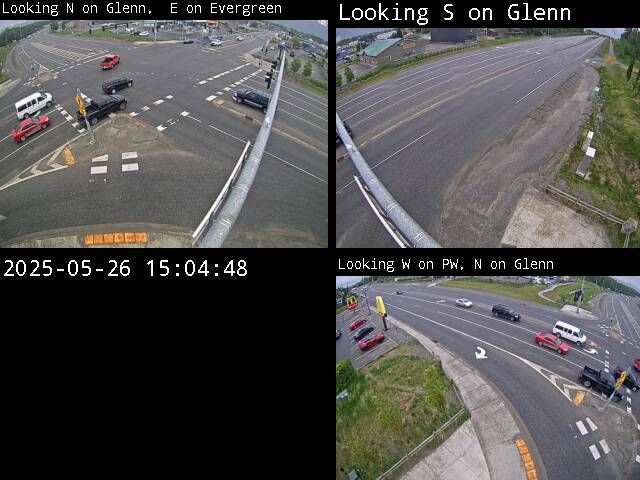 Looking N on Glenn,  E on Evergreen
Looking S on Glenn
2025-05-26 15:04:48
Looking W on PW, N on Glenn